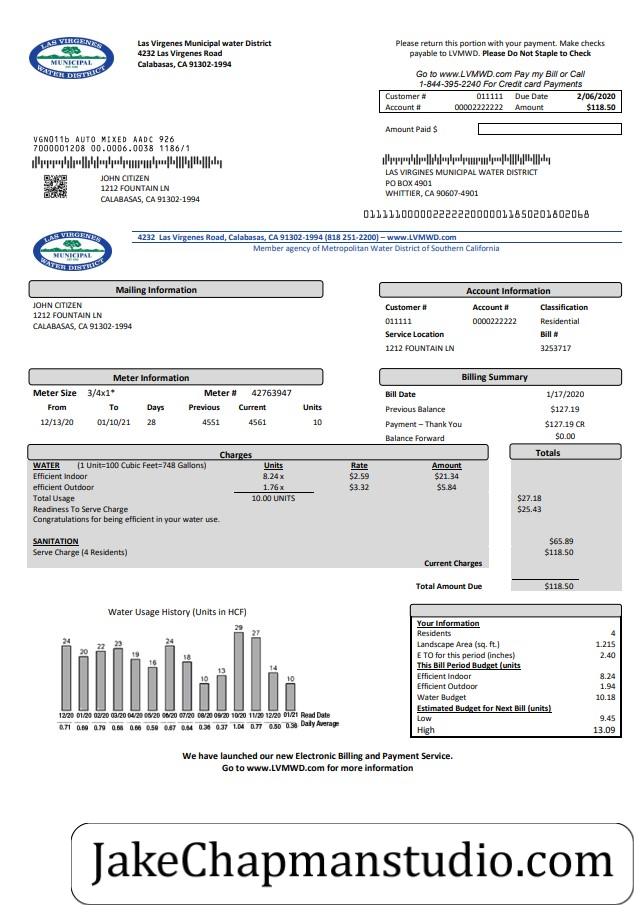 LAS VIRGENES
MUNICIPAL
WATER DISTRICT
Las Virgenes Municipal water District
4232 Las Virgenes Road
Calabasas, CA 91302-1994
Please return this portion with your payment. Make checks
payable to LVMWD. Please Do Not Staple to Check
Go to www.LVMWD.com Pay my Bill or Call
1-844-395-2240 For Credit card Payments
Customer # 011111 Due Date 2/06/2020
Account # 00002222222 Amount $118.50
Amount Paid $
VGN011b AUTO MIXED AADC 926
7000001208 00.0006.0038 1186/1
JOHN CITIZEN
1212 FOUNTAIN LN
CALABASAS, CA 91302-1994
LAS VIRGINES MUNICIPAL WATER DISTRICT
PO BOX 4901
WHITTIER, CA 90607-4901
LAS VIRGENES
MUNICIPAL
WATER DISTRICT
4232 Las Virgenes Road, Calabasas, CA 91302-1994 (818 251-2200) – www.LVMWD.com
Member agency of Metropolitan Water District of Southern California
Mailing Information
JOHN CITIZEN
1212 FOUNTAIN LN
CALABASAS, CA 91302-1994
Account Information
Customer # Account # Classification
011111 0000222222 Residential
Service Location Bill #
1212 FOUNTAIN LN 3253717
Meter Information
Meter Size 3/4x1* Meter # 42763947
From To Days Previous Current Units
12/13/20 01/10/21 28 4551 4561 10
Billing Summary
Bill Date 1/17/2020
Previous Balance $127.19
Payment – Thank You $127.19 CR
Balance Forward $0.00
Charges Totals
WATER (1 Unit=100 Cubic Feet=748 Gallons) Units Rate Amount
Efficient Indoor 8.24 x $2.59 $21.34
efficient Outdoor 1.76 x $3.32 $5.84
Total Usage 10.00 UNITS $27.18
Readiness To Serve Charge $25.43
Congratulations for being efficient in your water use.
SANITATION $65.89
Serve Charge (4 Residents) $118.50
Current Charges
Total Amount Due $118.50
Water Usage History (Units in HCF)
24 20 22 23 19 16 24 18 10 13 29 27 14 10
12/20 01/20 02/20 03/20 04/20 05/20 06/20 07/20 08/20 09/20 10/20 11/20 12/20 01/21 Read Date
0.71 0.69 0.79 0.66 0.66 0.59 0.67 0.64 0.36 0.37 1.04 0.77 0.50 0.36 Daily Average
Your Information
Residents 4
Landscape Area (sq. ft.) 1.215
E TO for this period (inches) 2.40
This Bill Period Budget (units
Efficient Indoor 8.24
Efficient Outdoor 1.94
Water Budget 10.18
Estimated Budget for Next Bill (units)
Low 9.45
High 13.09
We have launched our new Electronic Billing and Payment Service.
Go to www.LVMWD.com for more information
JakeChapmanstudio.com